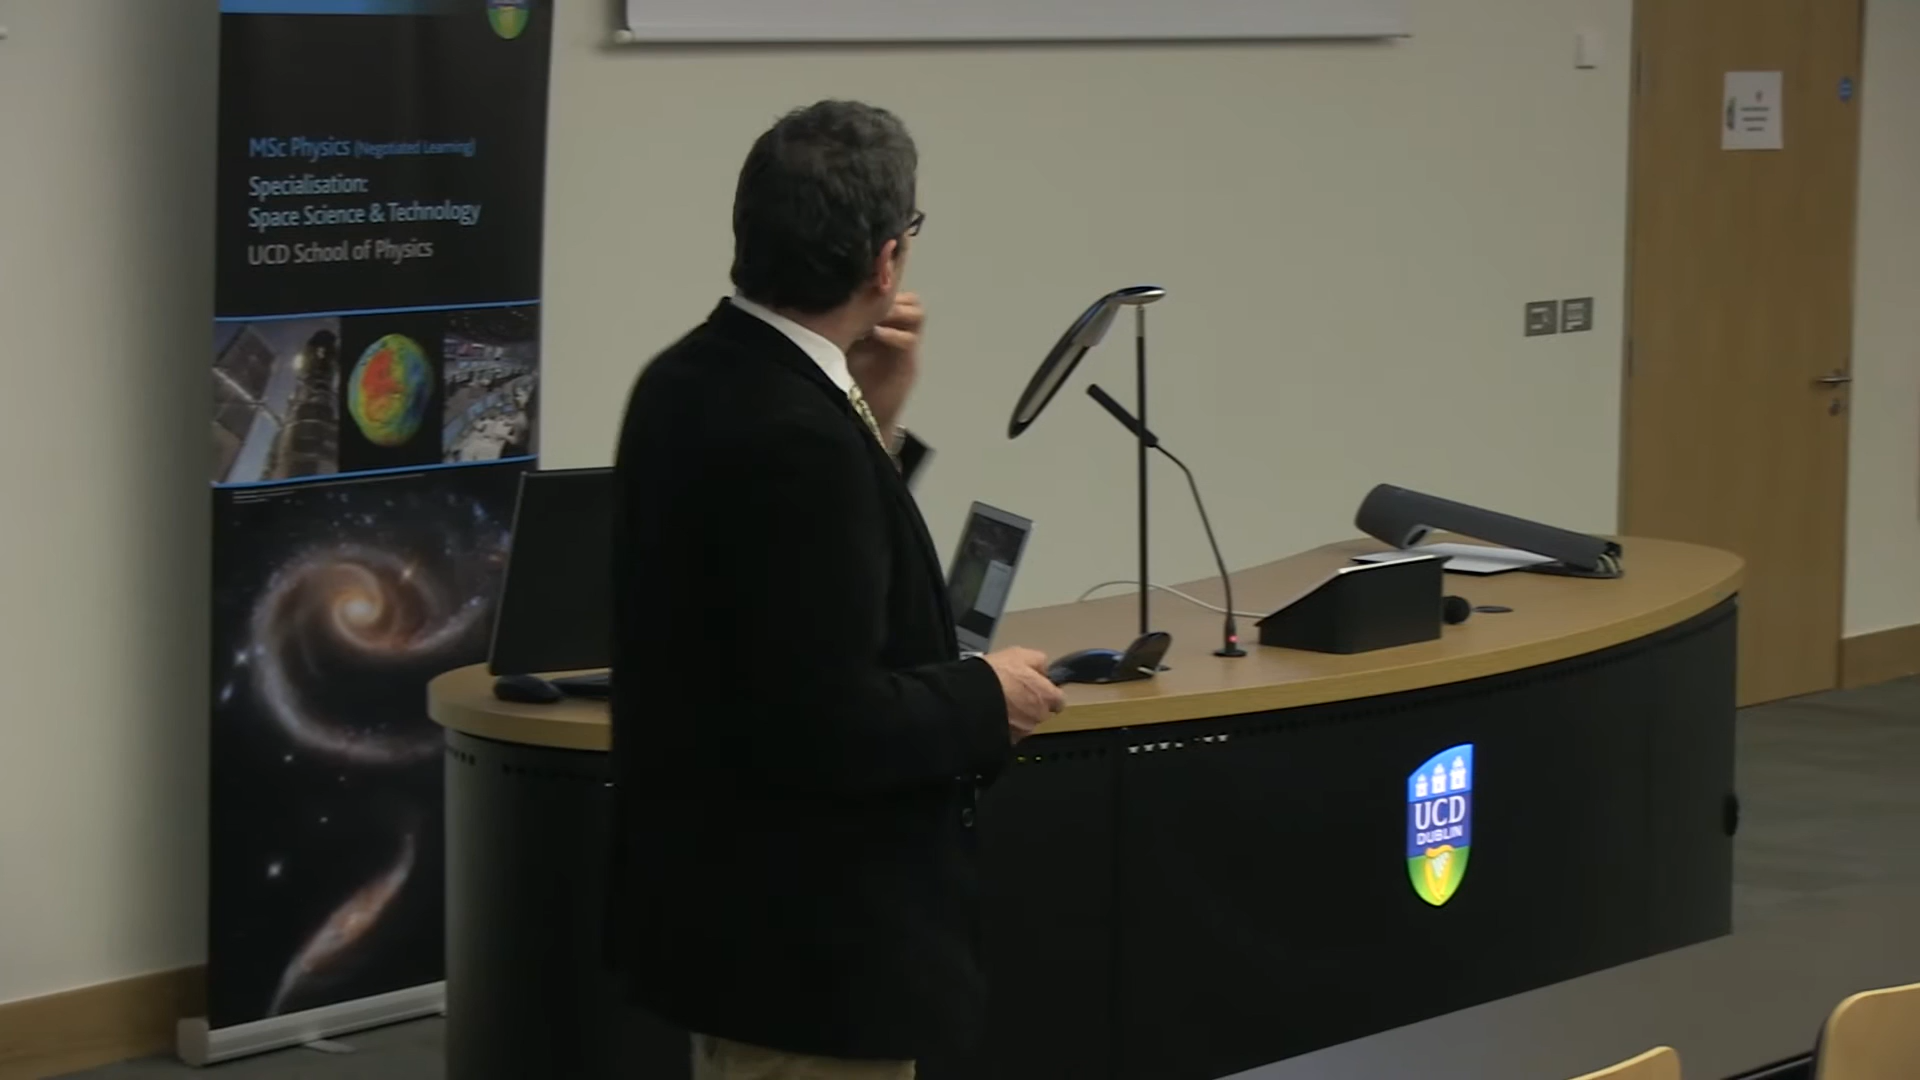 MSc Physics (Negotiated Learning)
Specialisation:
Space Science & Technology
UCD School of Physics
UCD
DUBLIN